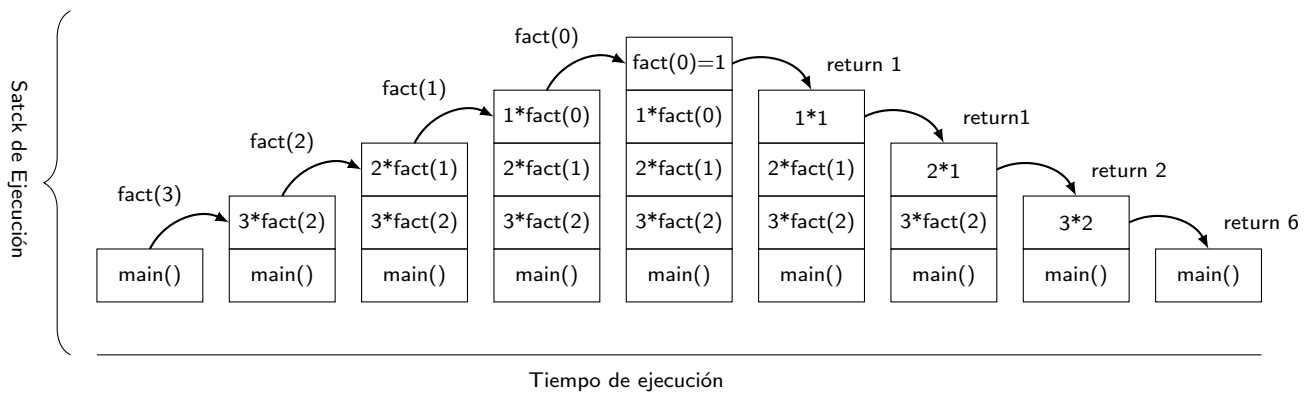 Satck de Ejecución
fact(0)
fact(0)=1
return 1
fact(1)
1*fact(0)
1*fact(0)
1*1
return1
fact(2)
2*fact(1)
2*fact(1)
2*fact(1)
2*fact(1)
2*1
return 2
fact(3)
3*fact(2)
3*fact(2)
3*fact(2)
3*fact(2)
3*fact(2)
3*fact(2)
3*2
return 6
main()
main()
main()
main()
main()
main()
main()
main()
main()
Tiempo de ejecución